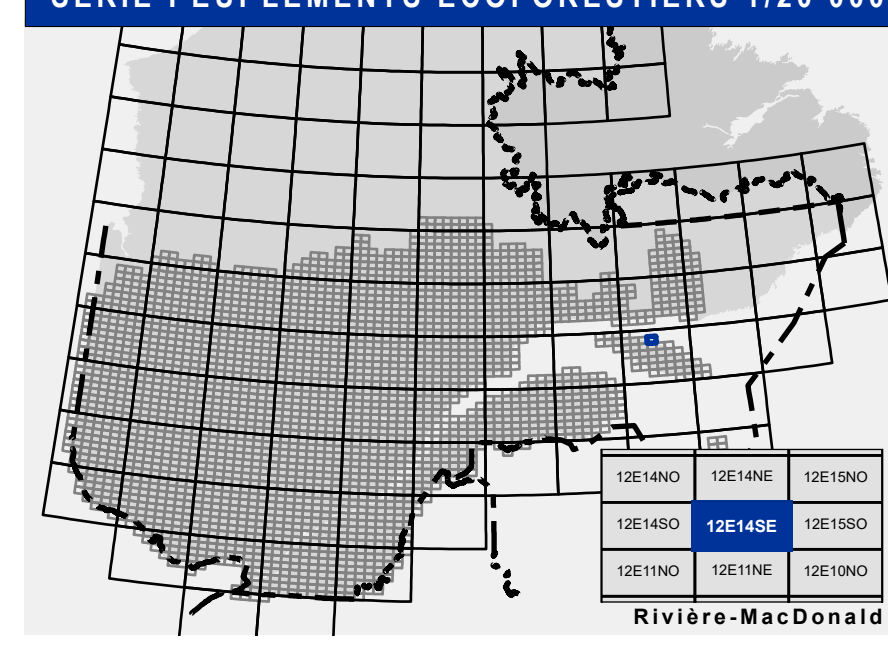 SÉRIE PEUPLEMENTS ÉCOFORESTIERS 1/20 000
12E14NO 12E14NE 12E15NO
12E14SO 12E14SE 12E15SO
12E11NO 12E11NE 12E10NO
Rivière-MacDonald